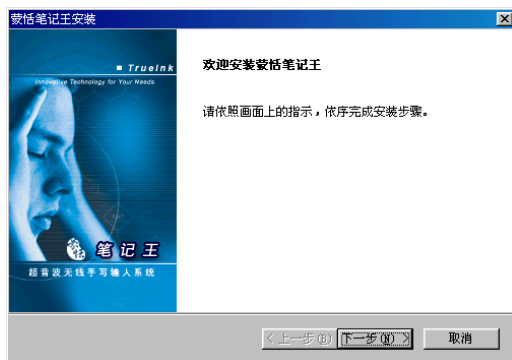 蒙恬笔记王安装
TrueInk
Innovative Technology for Your Needs
欢迎安装蒙恬笔记王
请依照画面上的指示，依序完成安装步骤。
蒙恬 笔记王
超音波无线手写输入系统
< 上一步(B) 下一步(N) > 取消